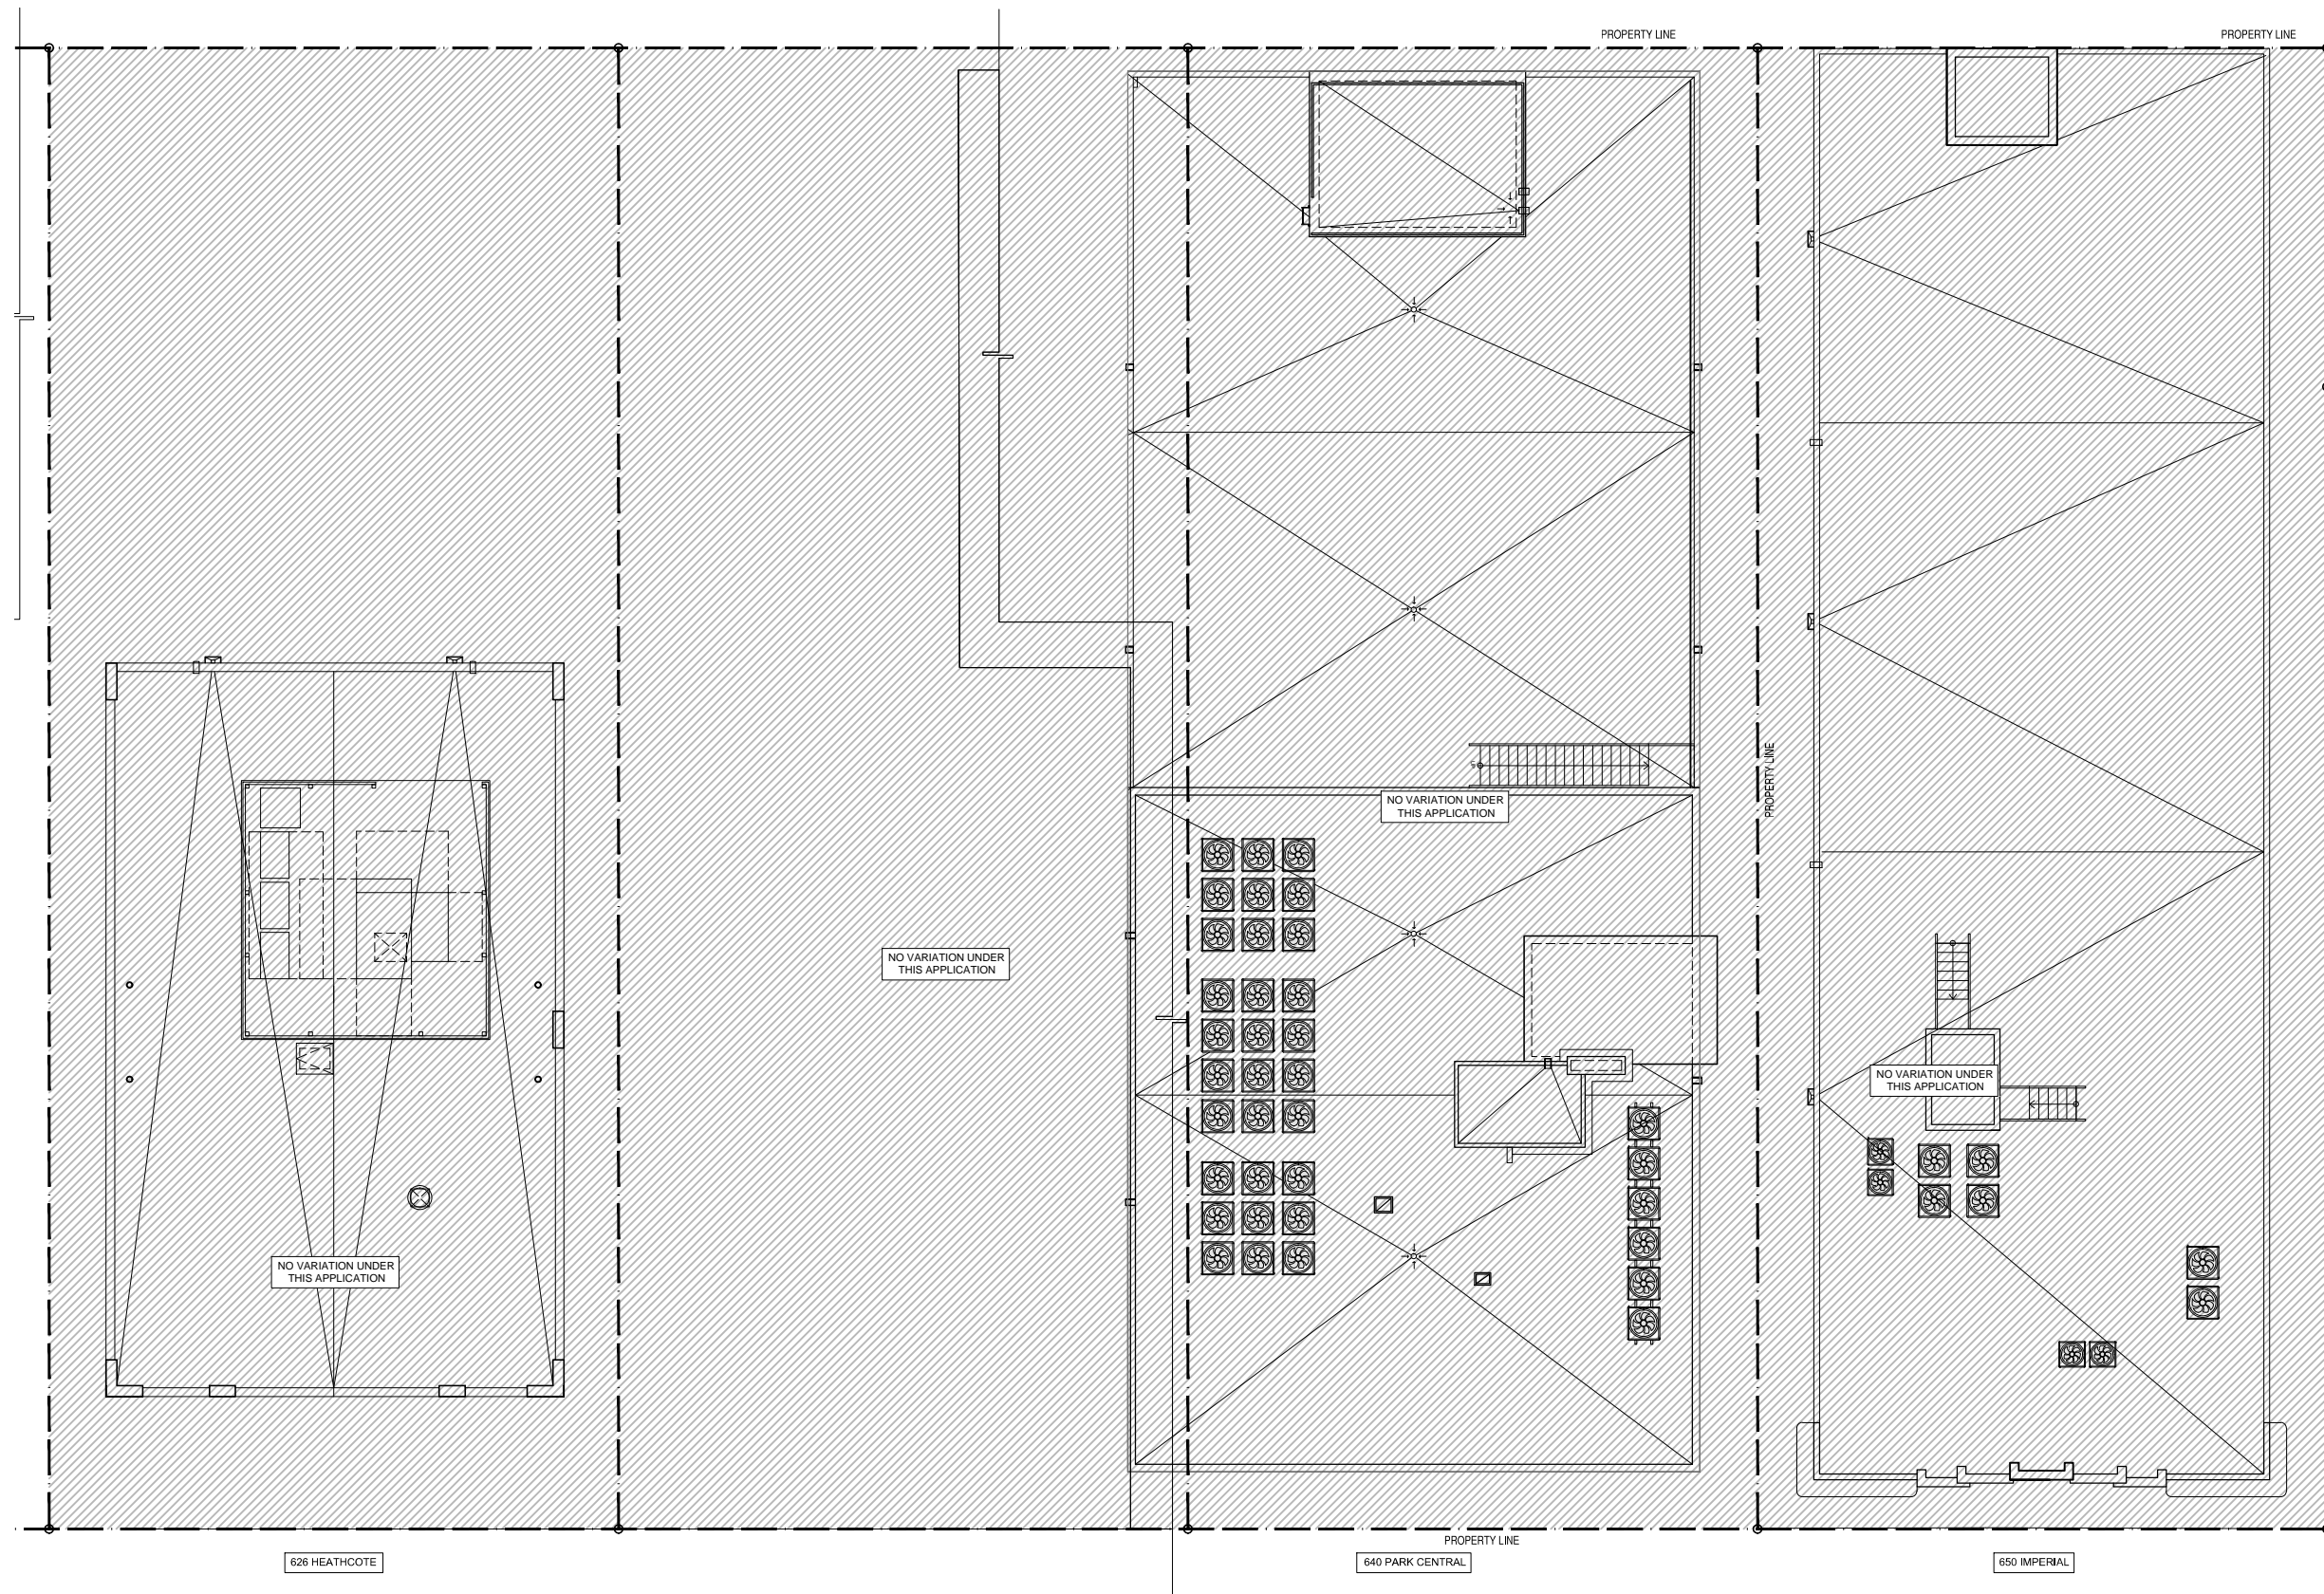 PROPERTY LINE
PROPERTY LINE
PROPERTY LINE
NO VARIATION UNDER
THIS APPLICATION
NO VARIATION UNDER
THIS APPLICATION
NO VARIATION UNDER
THIS APPLICATION
NO VARIATION UNDER
THIS APPLICATION
PROPERTY LINE
626 HEATHCOTE
640 PARK CENTRAL
650 IMPERIAL